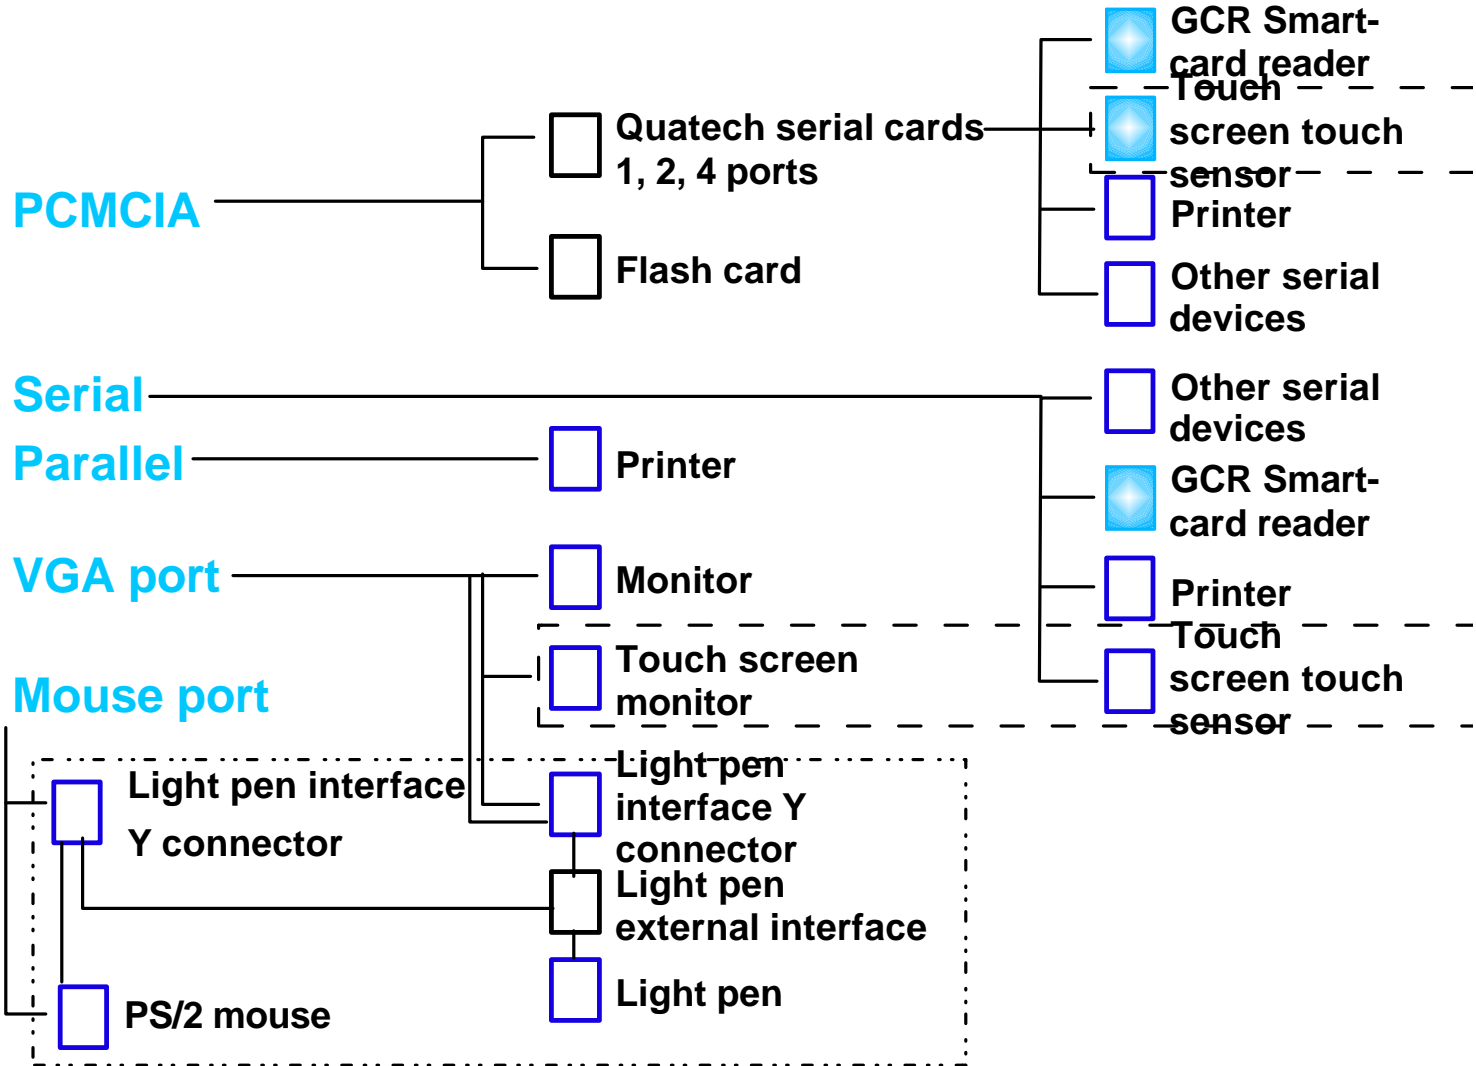 GCR Smart-
card reader
Touch
screen touch
sensor
Quatech serial cards
1, 2, 4 ports
PCMCIA
Printer
Flash card
Other serial
devices
Serial
Other serial
devices
Parallel
Printer
GCR Smart-
card reader
VGA port
Monitor
Printer
Touch screen
monitor
Touch
screen touch
sensor
Mouse port
Light pen interface
Y connector
Light pen
interface Y
connector
Light pen
external interface
Light pen
PS/2 mouse